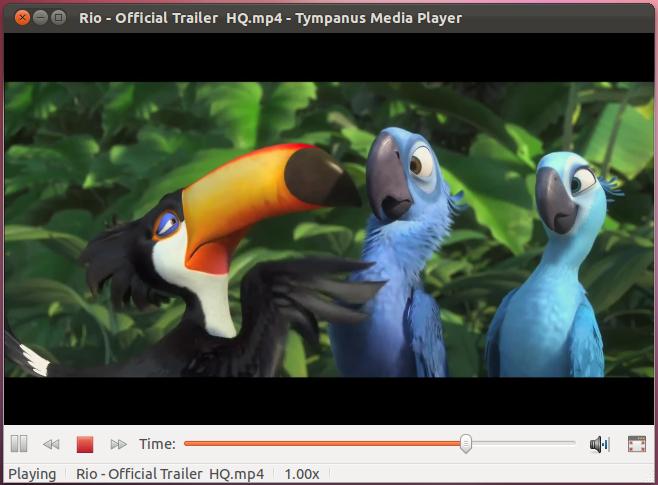 Rio - Official Trailer  HQ.mp4 - Tympanus Media Player
Time:
Playing Rio - Official Trailer  HQ.mp4 1.00x